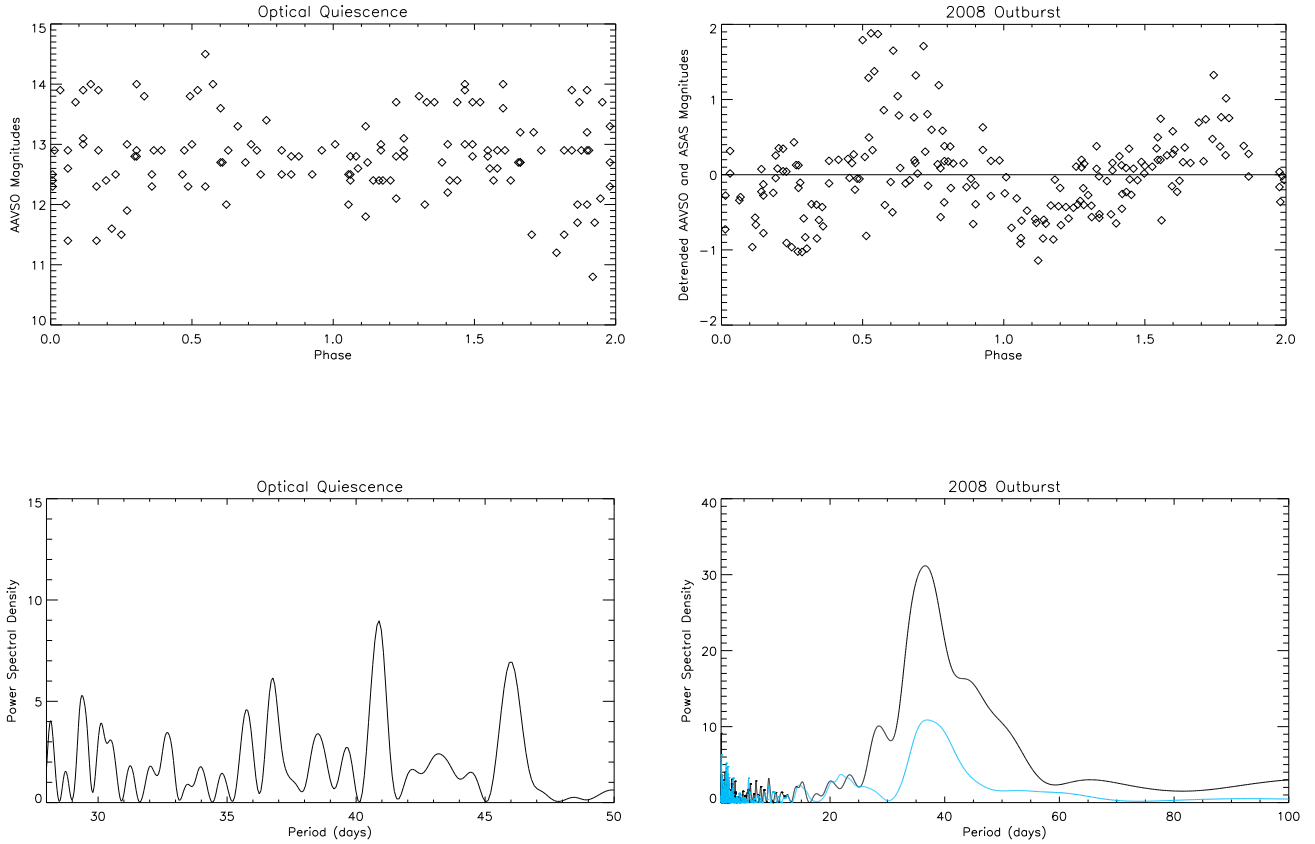 Optical Quiescence
15
14
13
12
11
10
AAVSO Magnitudes
0.0 0.5 1.0 1.5 2.0
Phase
2008 Outburst
2
1
0
−1
−2
Detrended AAVSO and ASAS Magnitudes
0.0 0.5 1.0 1.5 2.0
Phase
Optical Quiescence
15
10
5
0
Power Spectral Density
30 35 40 45 50
Period (days)
2008 Outburst
40
30
20
10
0
Power Spectral Density
20 40 60 80 100
Period (days)